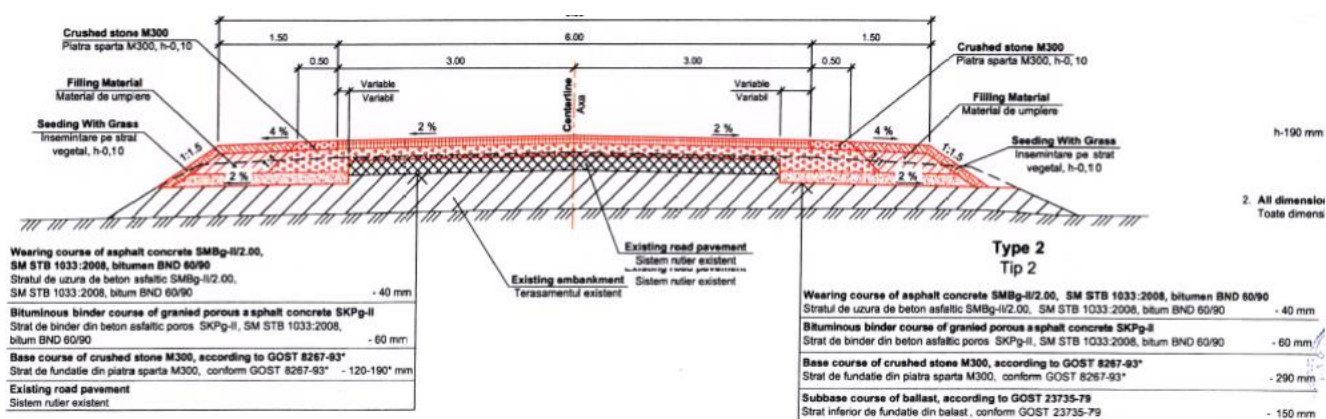 1.50
6.00
1.50
Crushed stone M300
Piatra sparta M300, h-0,10
0.50
3.00
3.00
0.50
Crushed stone M300
Piatra sparta M300, h-0,10
Filling Material
Material de umplere
Variable
Variabil
Centerline
Axa
Variable
Variabil
Filling Material
Material de umplere
Seeding With Grass
Insemintare pe strat
vegetal, h-0,10
4 %
2 %
2 %
4 %
Seeding With Grass
Insemintare pe strat
vegetal, h-0,10
1:1.5
1:1.5
2 %
2 %
h-190 mm
2. All dimension
Toate dimens
Existing road pavement
Sistem rutier existent
Existing road pavement
Sistem rutier existent
Existing embankment
Terasamentul existent
Wearing course of asphalt concrete SMBg-II/2.00,
SM STB 1033:2008, bitumen BND 60/90
Stratul de uzura de beton asfaltic SMBg-II/2.00,
SM STB 1033:2008, bitum BND 60/90 - 40 mm
Bituminous binder course of granied porous asphalt concrete SKPg-II
Strat de binder din beton asfaltic poros SKPg-II, SM STB 1033:2008,
bitum BND 60/90 - 60 mm
Base course of crushed stone M300, according to GOST 8267-93*
Strat de fundatie din piatra sparta M300, conform GOST 8267-93* - 120-190* mm
Existing road pavement
Sistem rutier existent
Type 2
Tip 2
Wearing course of asphalt concrete SMBg-II/2.00, SM STB 1033:2008, bitumen BND 60/90
Stratul de uzura de beton asfaltic SMBg-II/2.00, SM STB 1033:2008, bitum BND 60/90 - 40 mm
Bituminous binder course of granied porous asphalt concrete SKPg-II
Strat de binder din beton asfaltic poros SKPg-II, SM STB 1033:2008, bitum BND 60/90 - 60 mm
Base course of crushed stone M300, according to GOST 8267-93*
Strat de fundatie din piatra sparta M300, conform GOST 8267-93* - 290 mm
Subbase course of ballast, according to GOST 23735-79
Strat inferior de fundatie din balast, conform GOST 23735-79 - 150 mm